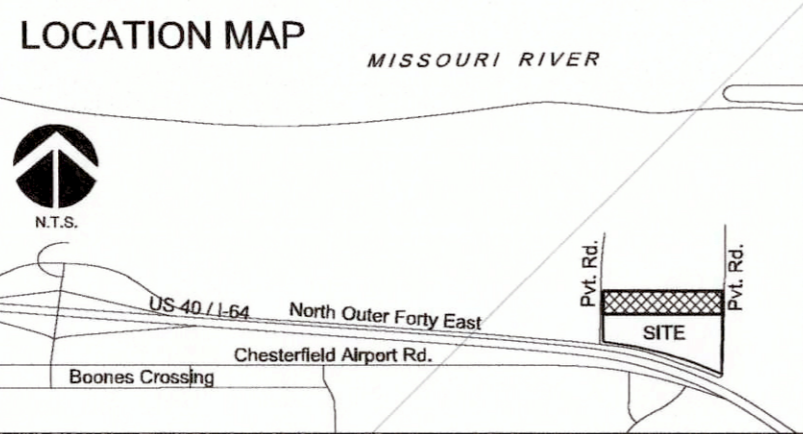 LOCATION MAP
MISSOURI RIVER
N.T.S.
Pvt. Rd.
Pvt. Rd.
US-40 / I-64
North Outer Forty East
SITE
Chesterfield Airport Rd.
Boones Crossing